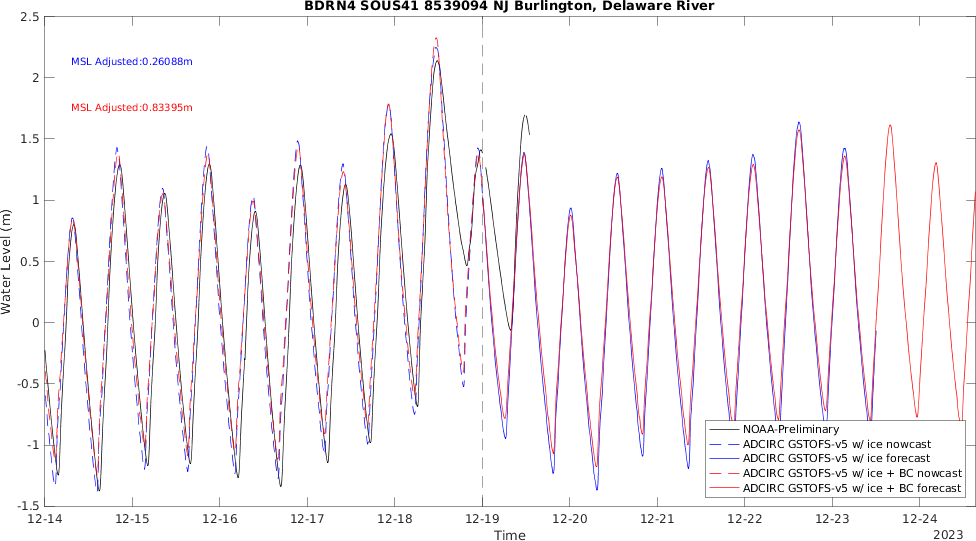 BDRN4 SOUS41 8539094 NJ Burlington, Delaware River
MSL Adjusted:0.26088m
MSL Adjusted:0.83395m
Water Level (m)
2.5
2
1.5
1
0.5
0
-0.5
-1
-1.5
NOAA-Preliminary
ADCIRC GSTOFS-v5 w/ ice nowcast
ADCIRC GSTOFS-v5 w/ ice forecast
ADCIRC GSTOFS-v5 w/ ice + BC nowcast
ADCIRC GSTOFS-v5 w/ ice + BC forecast
12-14 12-15 12-16 12-17 12-18 12-19 12-20 12-21 12-22 12-23 12-24
Time
2023